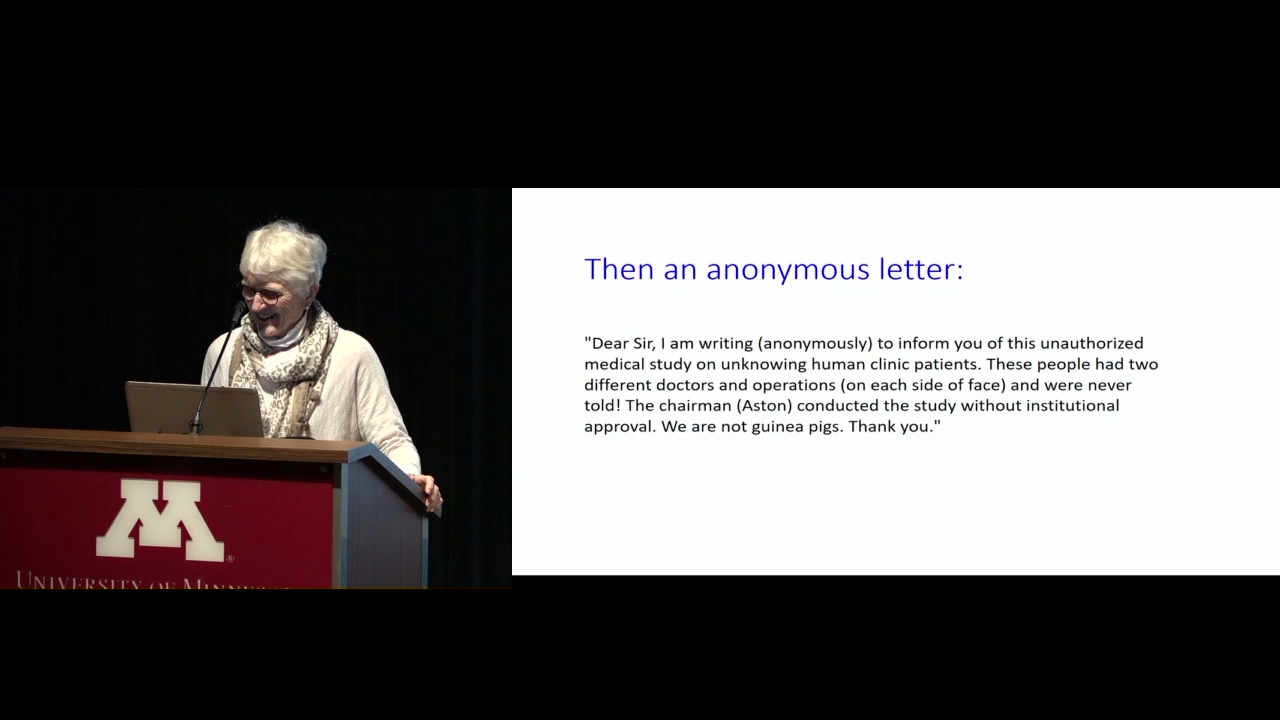 Then an anonymous letter:
"Dear Sir, I am writing (anonymously) to inform you of this unauthorized
medical study on unknowing human clinic patients. These people had two
different doctors and operations (on each side of face) and were never
told! The chairman (Aston) conducted the study without institutional
approval. We are not guinea pigs. Thank you."
M
UNIVERSITY OF